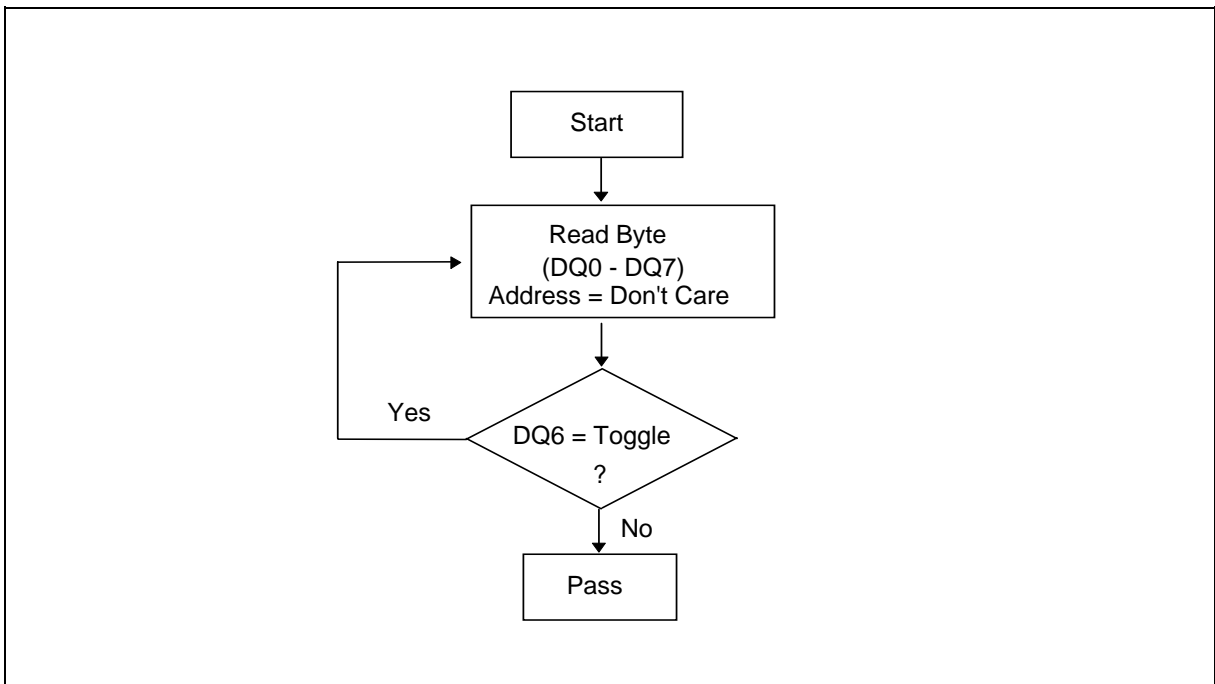 Start
Read Byte
(DQ0 - DQ7)
Address = Don't Care
Yes
DQ6 = Toggle
?
No
Pass